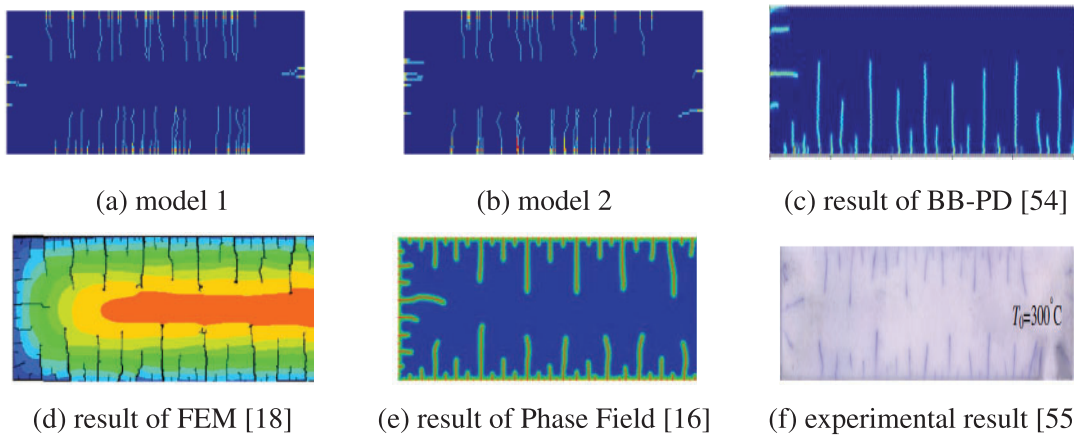 (a) model 1
(b) model 2
(c) result of BB-PD [54]
T₀=300°C
(d) result of FEM [18]
(e) result of Phase Field [16]
(f) experimental result [55